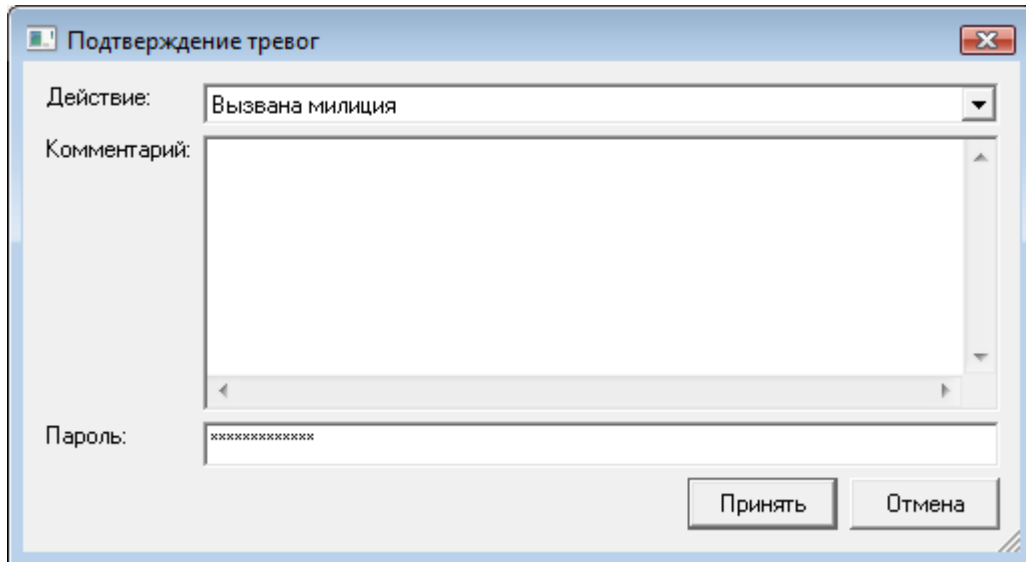 Подтверждение тревог
Действие:
Вызвана милиция
Комментарий:
Пароль:
*************
Принять
Отмена